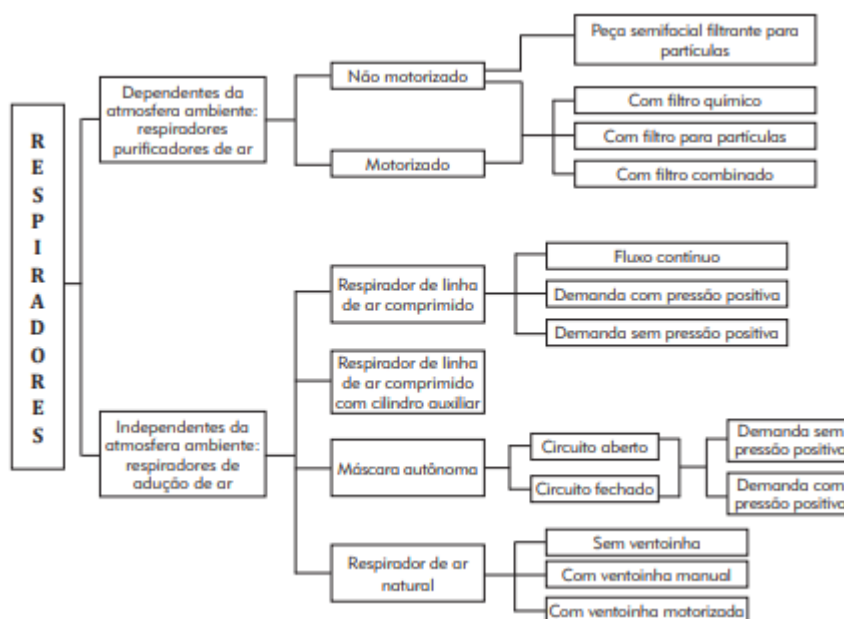 RESPIRADORES
Dependentes da
atmosfera ambiente:
respiradores
purificadores de ar
Não motorizado
Motorizado
Peça semifacial filtrante para
partículas
Com filtro químico
Com filtro para partículas
Com filtro combinado
Independentes da
atmosfera ambiente:
respiradores de
adução de ar
Respirador de linha
de ar comprimido
Fluxo contínuo
Demanda com pressão positiva
Demanda sem pressão positiva
Respirador de linha
de ar comprimido
com cilindro auxiliar
Máscara autônoma
Circuito aberto
Circuito fechado
Demanda sem
pressão positiva
Demanda com
pressão positiva
Respirador de ar
natural
Sem ventoinha
Com ventoinha manual
Com ventoinha motorizada